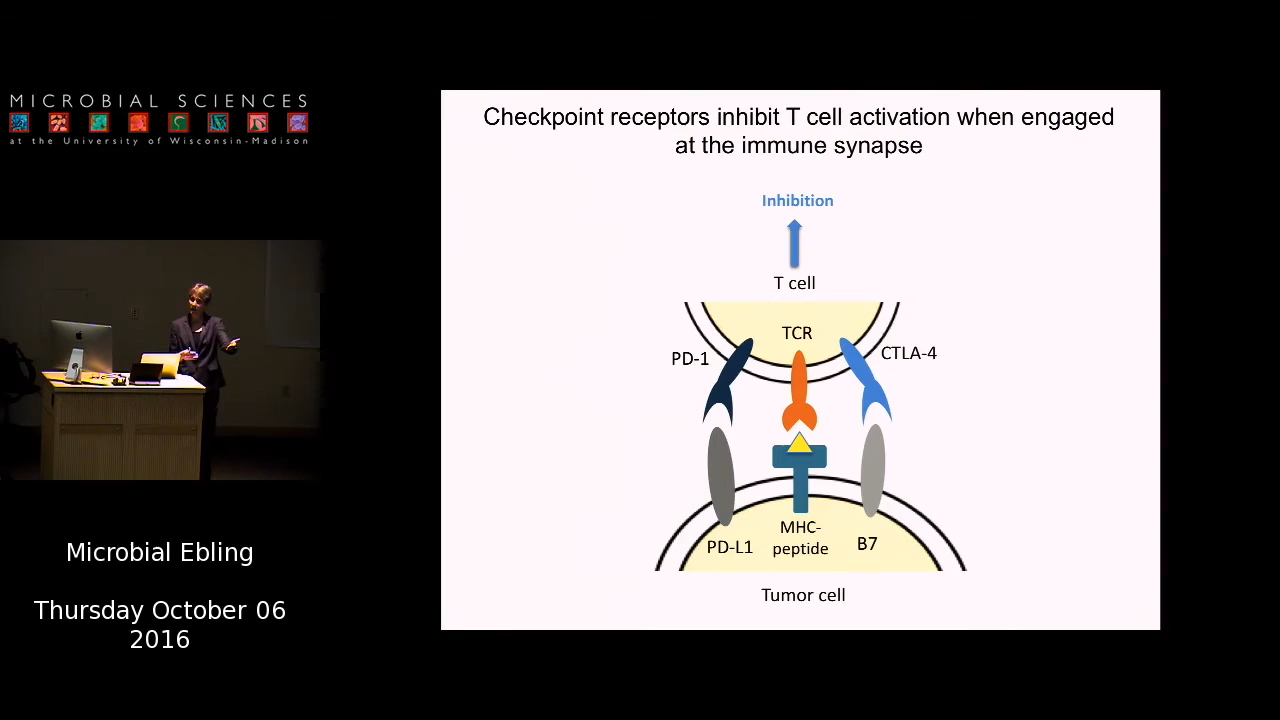 MICROBIAL SCIENCES
at the University of Wisconsin-Madison
Microbial Ebling
Thursday October 06
2016
Checkpoint receptors inhibit T cell activation when engaged
at the immune synapse
Inhibition
T cell
TCR
PD-1
CTLA-4
PD-L1
MHC-
peptide
B7
Tumor cell